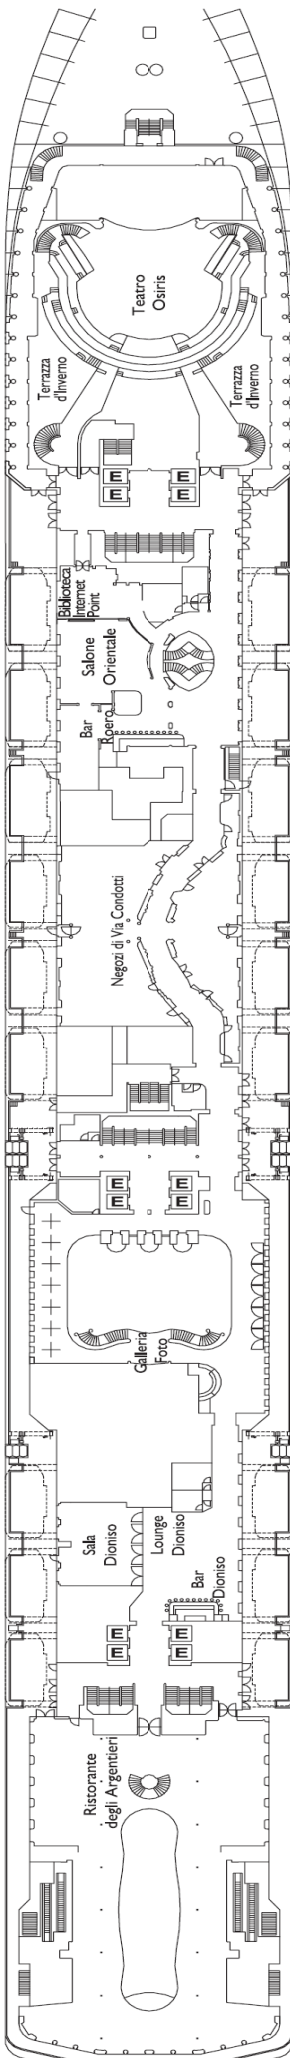 Teatro
Osiris
Terrazza
d'Inverno
Terrazza
d'Inverno
Biblioteca
Internet
Point
Salone
Orientale
Bar
Roero
Negozi di Via Condotti
Galleria
Foto
Sala
Dioniso
Lounge
Dioniso
Bar
Dioniso
Ristorante
degli Argentieri